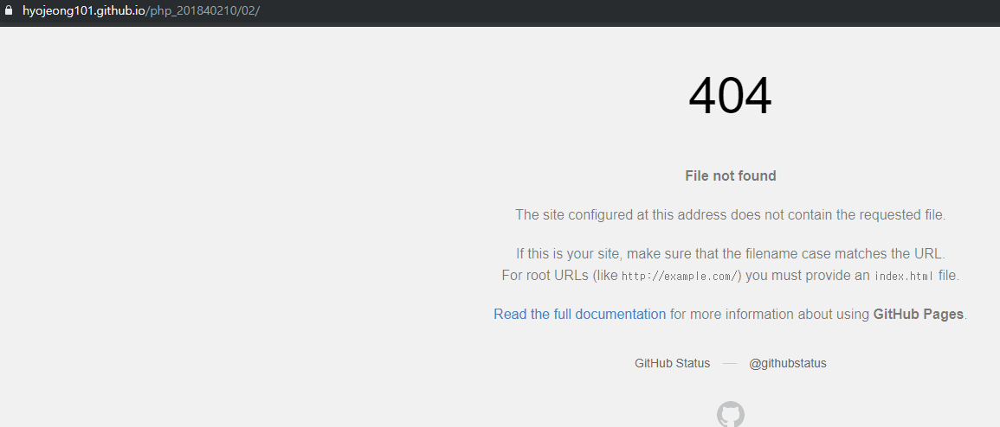 hyojeong101.github.io/php_201840210/02/
404
File not found
The site configured at this address does not contain the requested file.
If this is your site, make sure that the filename case matches the URL.
For root URLs (like http://example.com/) you must provide an index.html file.
Read the full documentation for more information about using GitHub Pages.
GitHub Status — @githubstatus